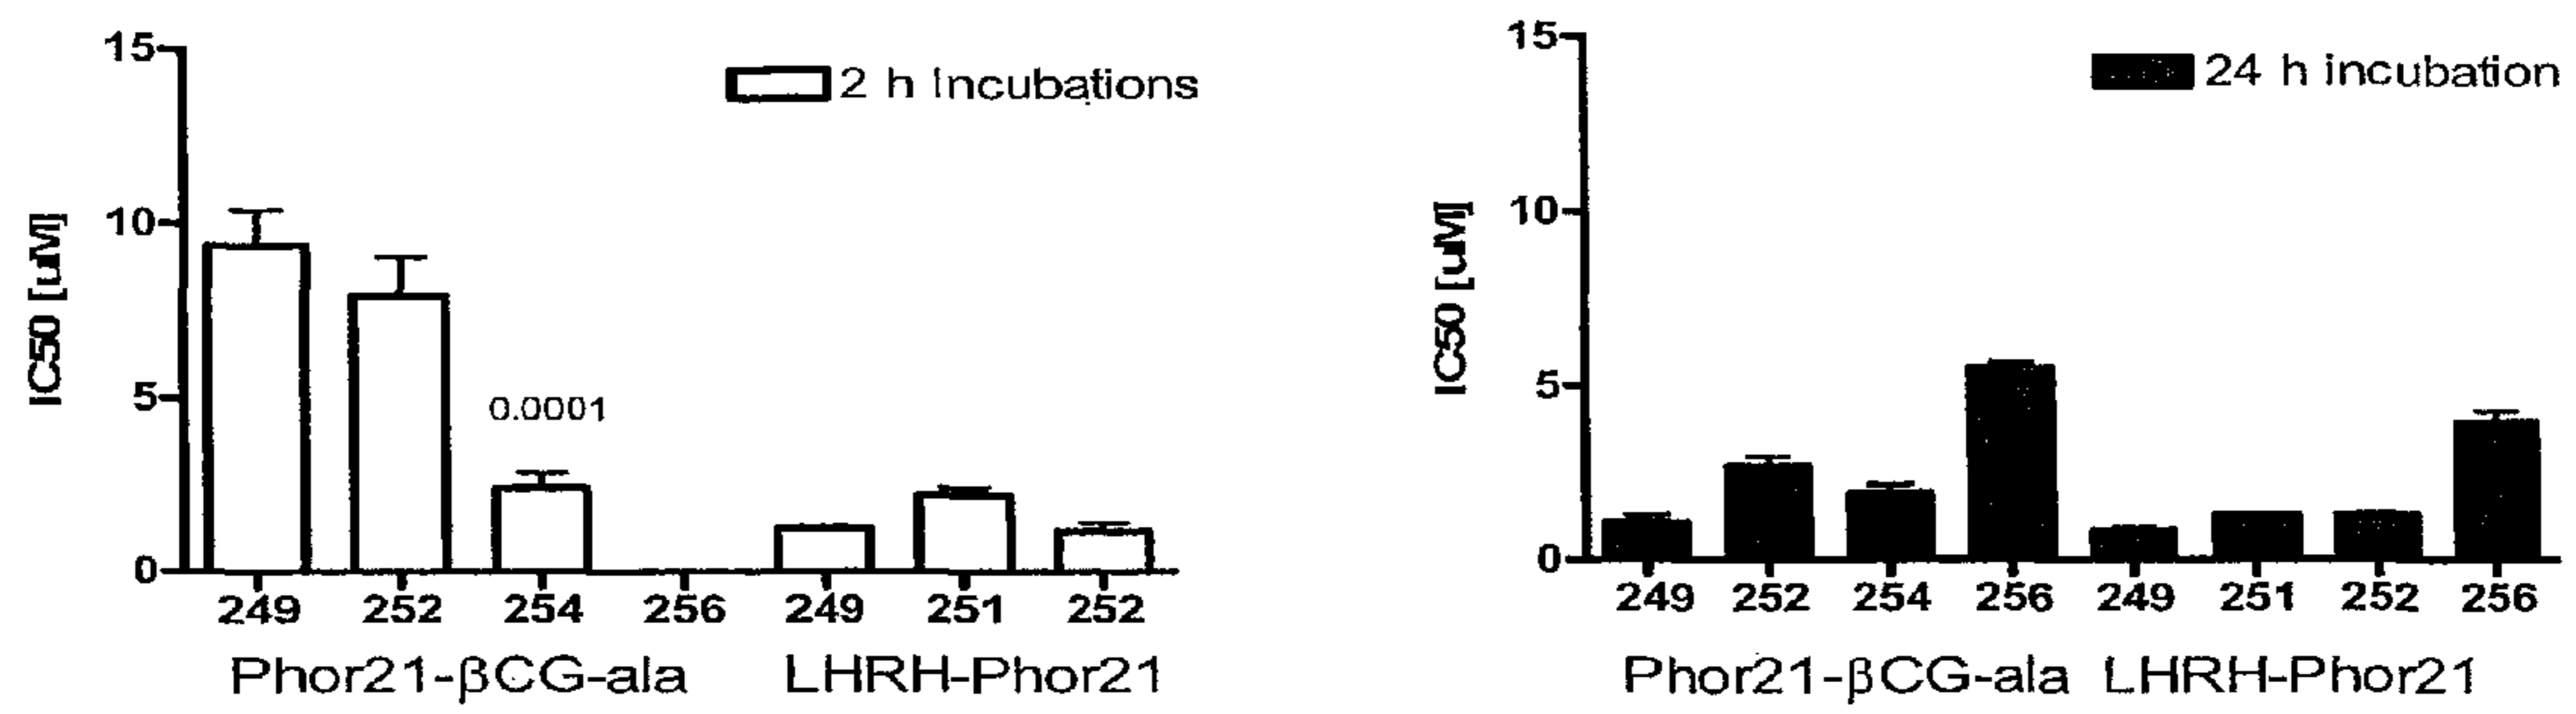 15
10
5
0
IC50 [uM]
2 h Incubations
0.0001
249 252 254 256 249 251 252
Phor21-βCG-ala LHRH-Phor21
15
10
5
0
IC50 [uM]
24 h incubation
249 252 254 256 249 251 252 256
Phor21-βCG-ala LHRH-Phor21